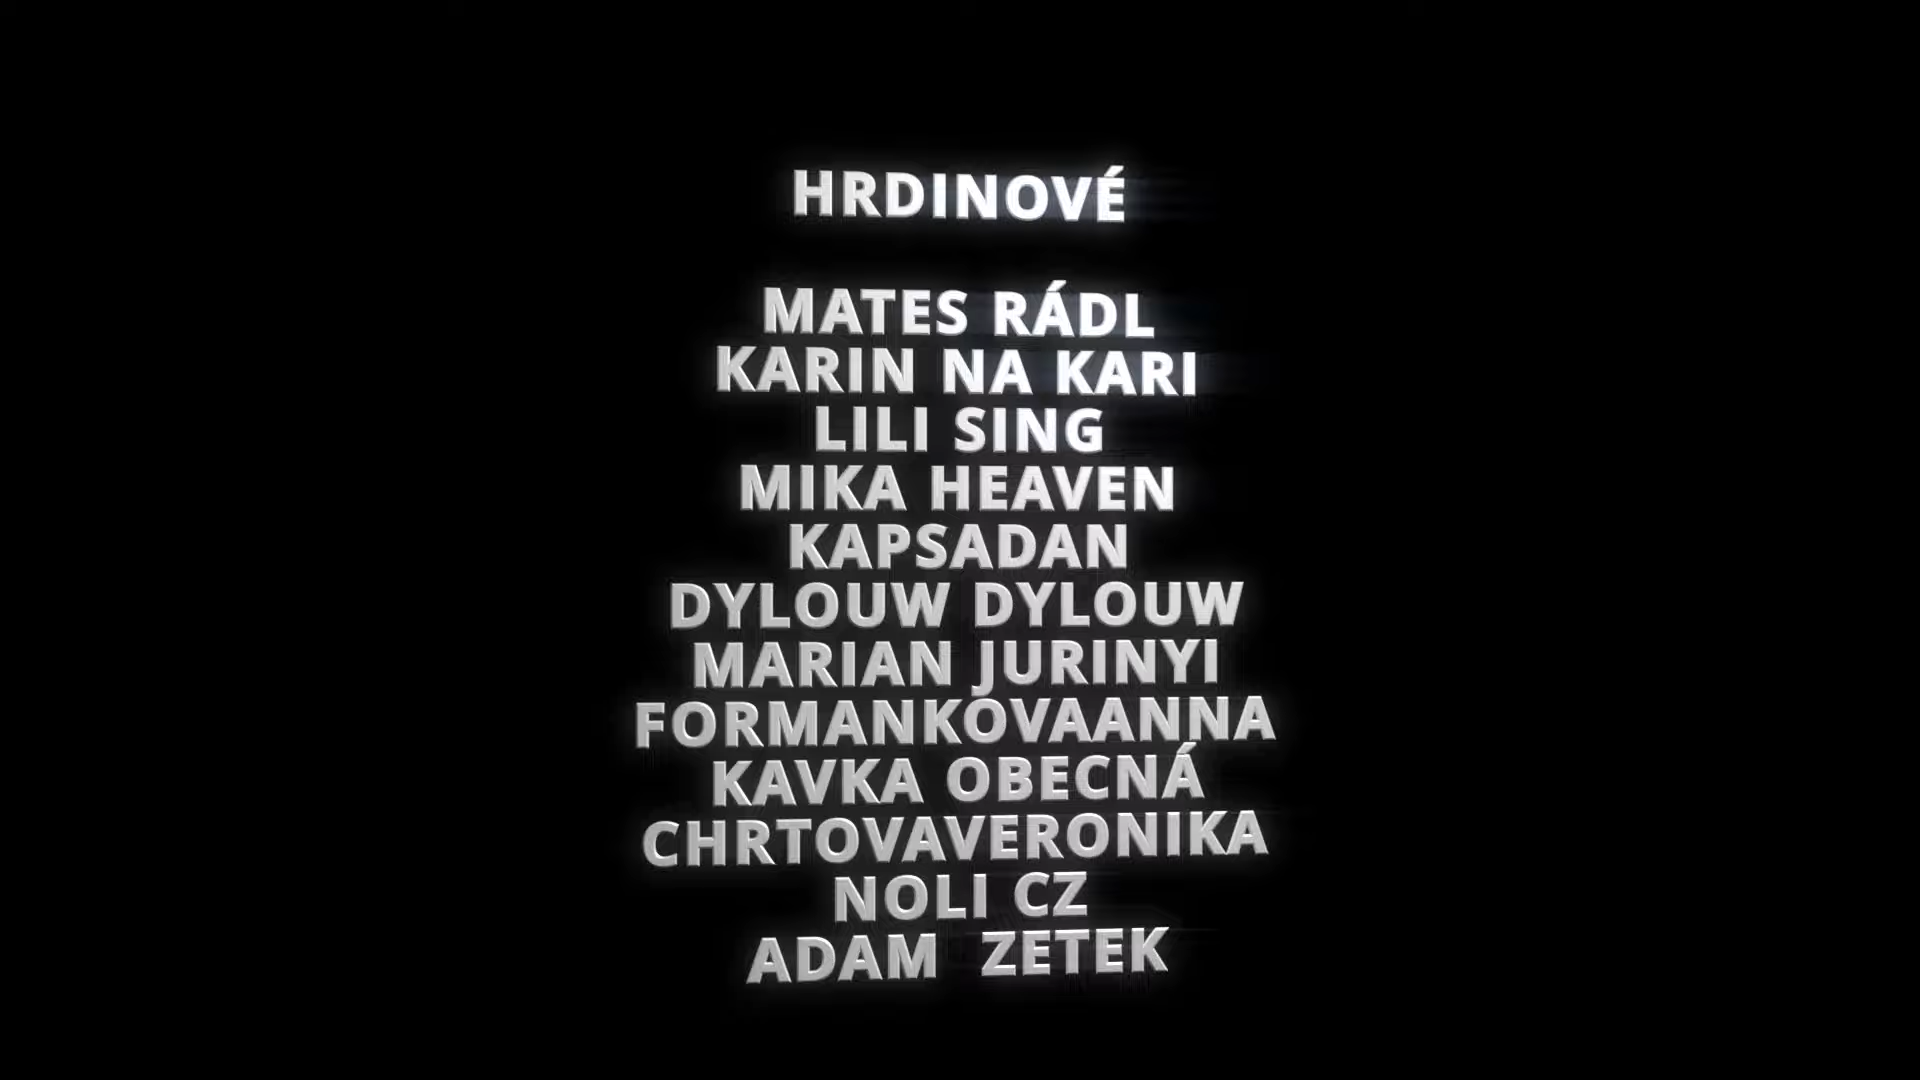 HRDINOVÉ
MATES RÁDL
KARIN NA KARI
LILI SING
MIKA HEAVEN
KAPSADAN
DYLOUW DYLOUW
MARIAN JURINYI
FORMANKOVAANNA
KAVKA OBECNÁ
CHRTOVAVERONIKA
NOLI CZ
ADAM  ZETEK